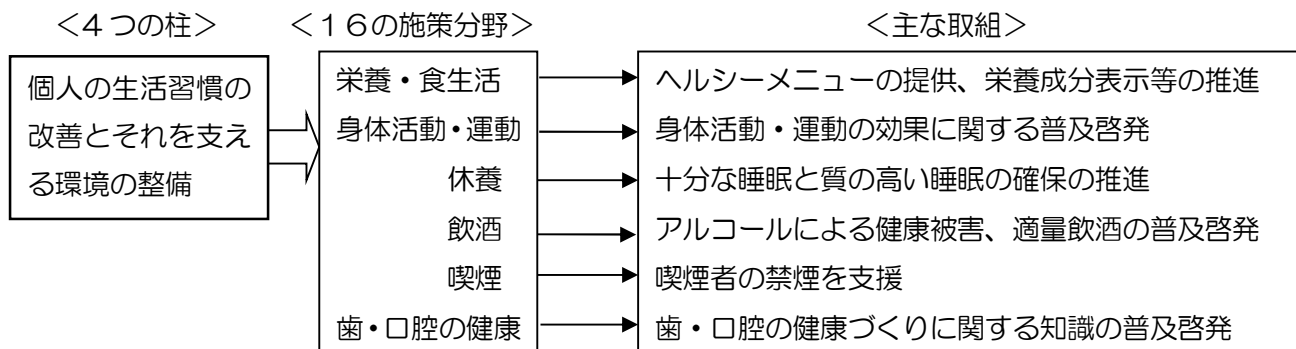 <4つの柱> <16の施策分野> <主な取組>
個人の生活習慣の
改善とそれを支え
る環境の整備
栄養・食生活 ヘルシーメニューの提供、栄養成分表示等の推進
身体活動・運動 身体活動・運動の効果に関する普及啓発
休養 十分な睡眠と質の高い睡眠の確保の推進
飲酒 アルコールによる健康被害、適量飲酒の普及啓発
喫煙 喫煙者の禁煙を支援
歯・口腔の健康 歯・口腔の健康づくりに関する知識の普及啓発